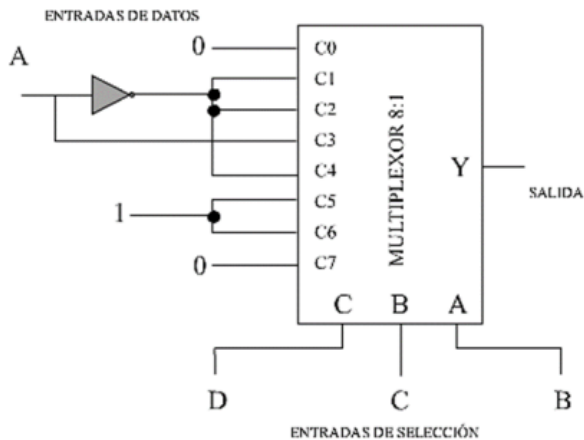 ENTRADAS DE DATOS
A
0
C0
C1
C2
C3
C4
1
C5
C6
0
C7
MULTIPLEXOR 8:1
Y
SALIDA
C B A
D C B
ENTRADAS DE SELECCIÓN